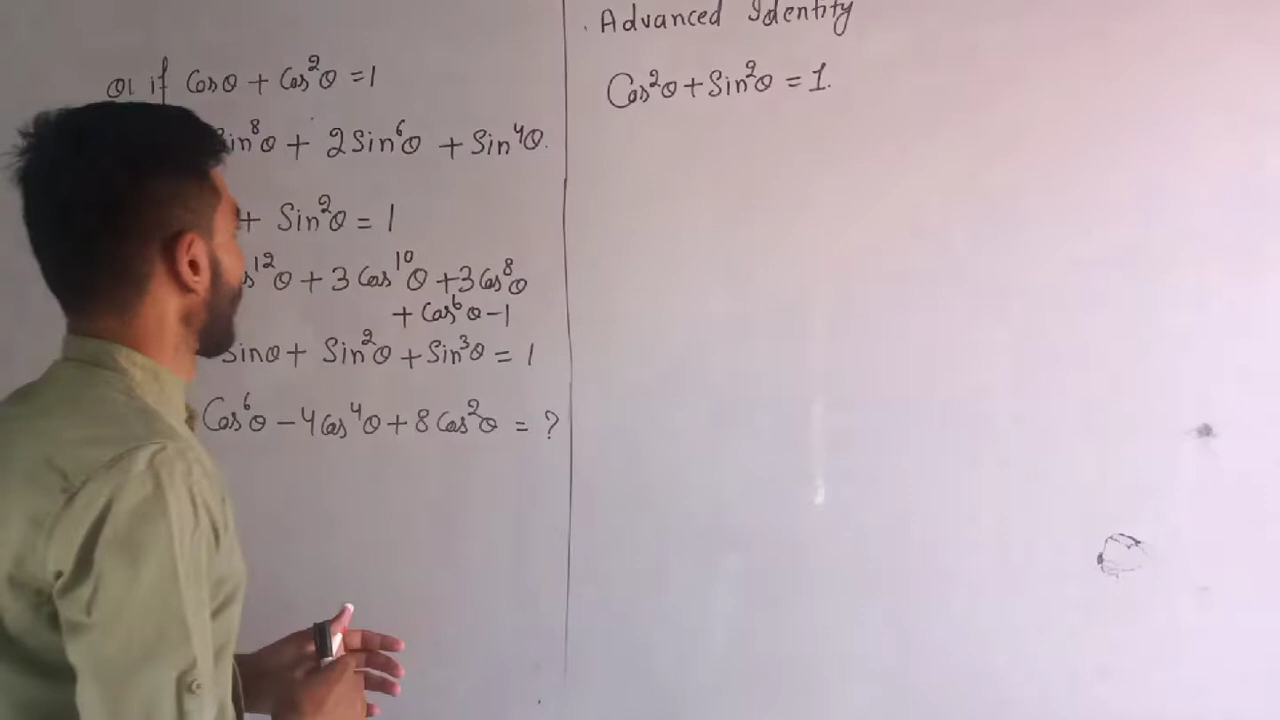 Q1 if Cosθ + Cos²θ = 1
Sin⁸θ + 2Sin⁶θ + Sin⁴θ.
+ Sin²θ = 1
s¹²θ + 3Cos¹⁰θ + 3Cos⁸θ
+ Cos⁶θ - 1
Sinθ + Sin²θ + Sin³θ = 1
Cos⁶θ - 4Cos⁴θ + 8Cos²θ = ?
. Advanced Identity
Cos²θ + Sin²θ = 1.